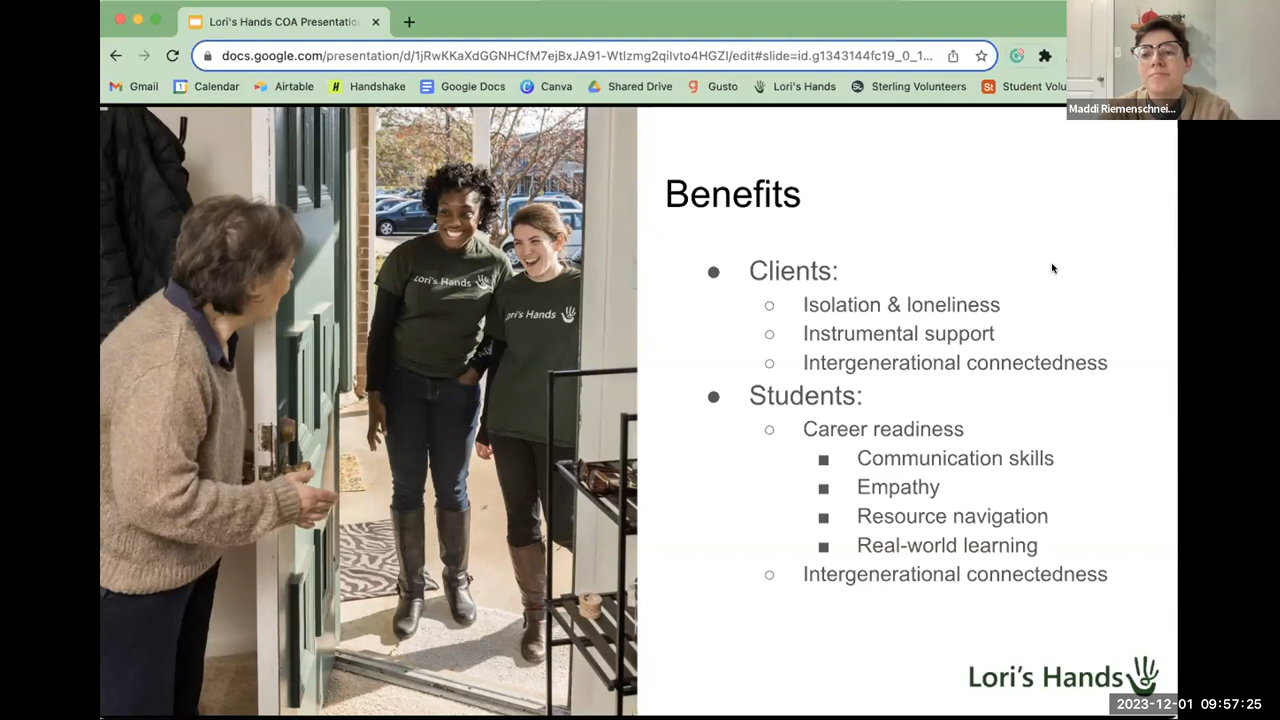 Lori's Hands COA Presentatio
docs.google.com/presentation/d/1jRwKKaXdGGNHCfM7ejBxJA91-WtIzmg2qilvto4HGZI/edit#slide=id.g1343144fc19_0_1...
Gmail Calendar Airtable Handshake Google Docs Canva Shared Drive Gusto Lori's Hands Sterling Volunteers Student Volu
Maddi Riemenschnei...
Benefits
Clients:
Isolation & loneliness
Instrumental support
Intergenerational connectedness
Students:
Career readiness
Communication skills
Empathy
Resource navigation
Real-world learning
Intergenerational connectedness
Lori's Hands
Lori's Hands
Lori's Hands
2023-12-01 09:57:25